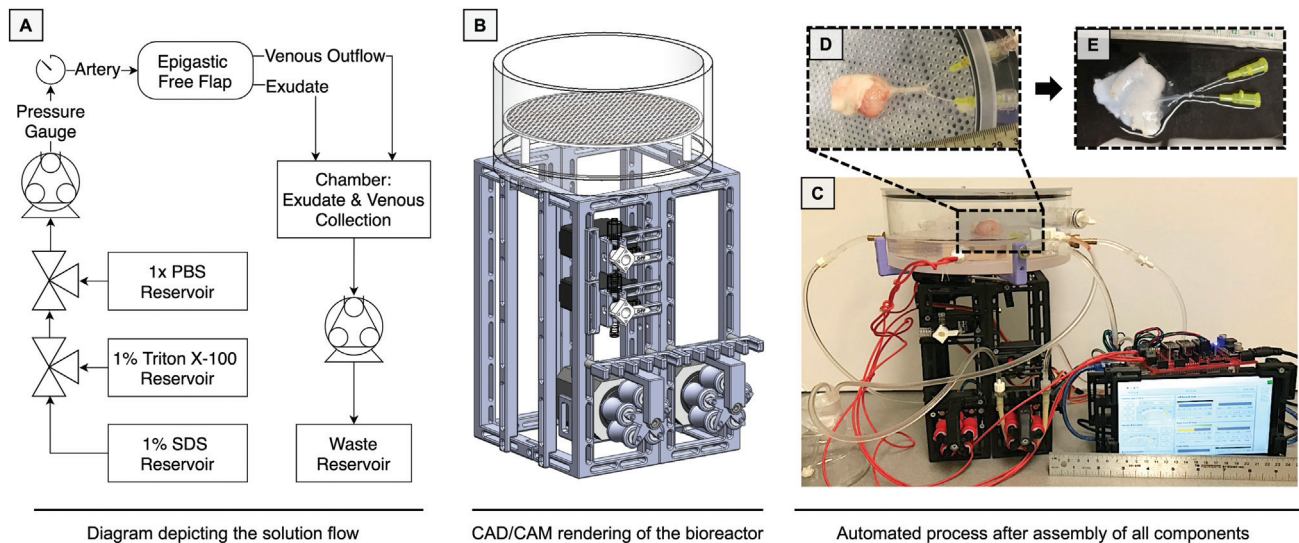 A
Artery
Epigastic
Free Flap
Venous Outflow
Exudate
Pressure
Gauge
Chamber:
Exudate & Venous
Collection
1x PBS
Reservoir
1% Triton X-100
Reservoir
1% SDS
Reservoir
Waste
Reservoir
Diagram depicting the solution flow
B
CAD/CAM rendering of the bioreactor
D
E
C
Automated process after assembly of all components